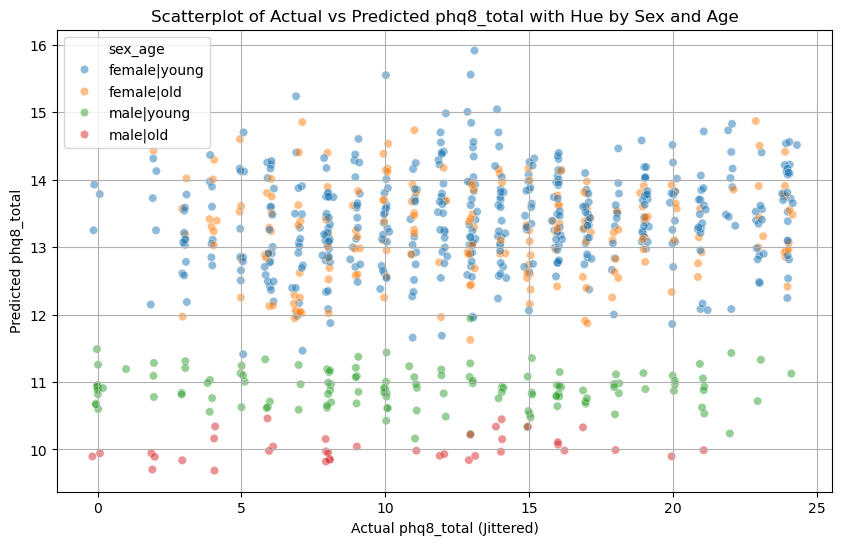 Scatterplot of Actual vs Predicted phq8_total with Hue by Sex and Age
sex_age
female|young
female|old
male|young
male|old
16
15
14
13
12
11
10
Predicted phq8_total
0 5 10 15 20 25
Actual phq8_total (Jittered)